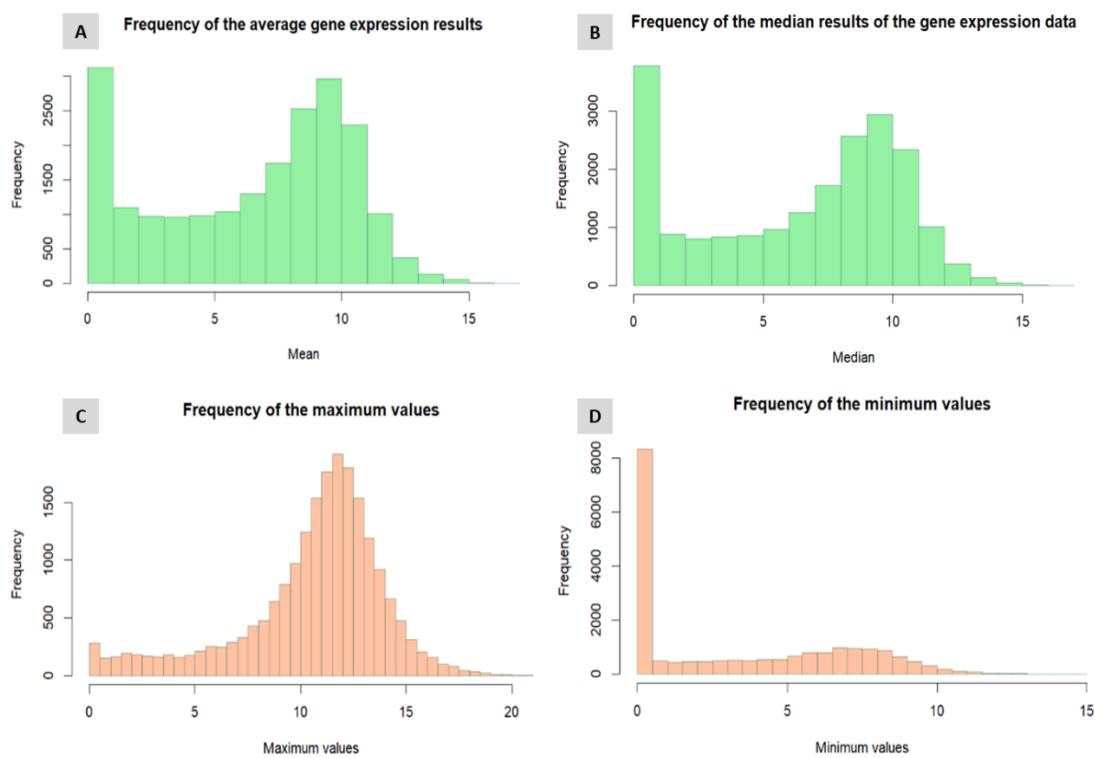 A
Frequency of the average gene expression results
Frequency
0
500
1500
2500
0
5
10
15
Mean
B
Frequency of the median results of the gene expression data
Frequency
0
1000
2000
3000
0
5
10
15
Median
C
Frequency of the maximum values
Frequency
0
500
1000
1500
0
5
10
15
20
Maximum values
D
Frequency of the minimum values
Frequency
0
2000
4000
6000
8000
0
5
10
15
Minimum values